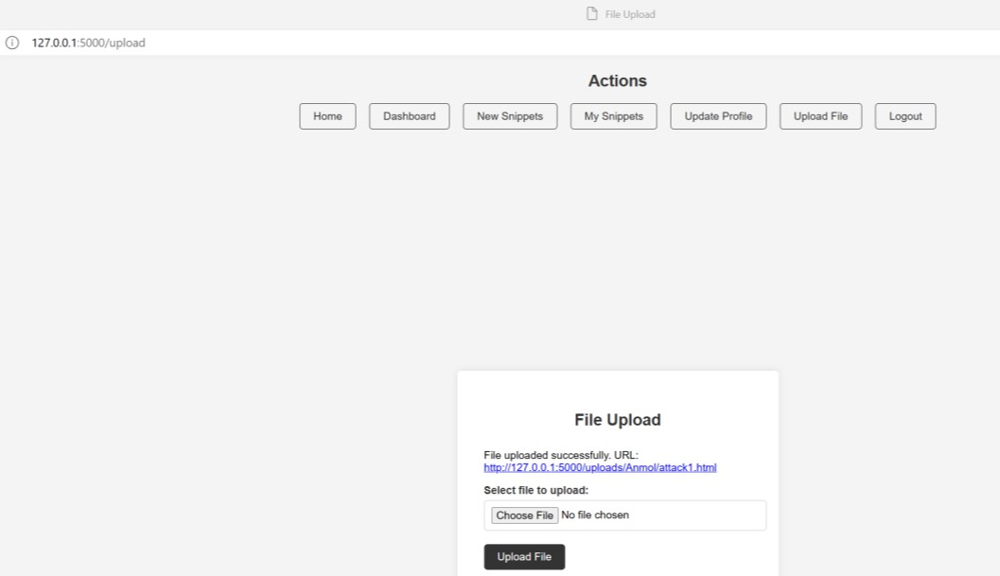 File Upload
127.0.0.1:5000/upload
Actions
Home Dashboard New Snippets My Snippets Update Profile Upload File Logout
File Upload
File uploaded successfully. URL:
http://127.0.0.1:5000/uploads/Anmol/attack1.html
Select file to upload:
Choose File No file chosen
Upload File